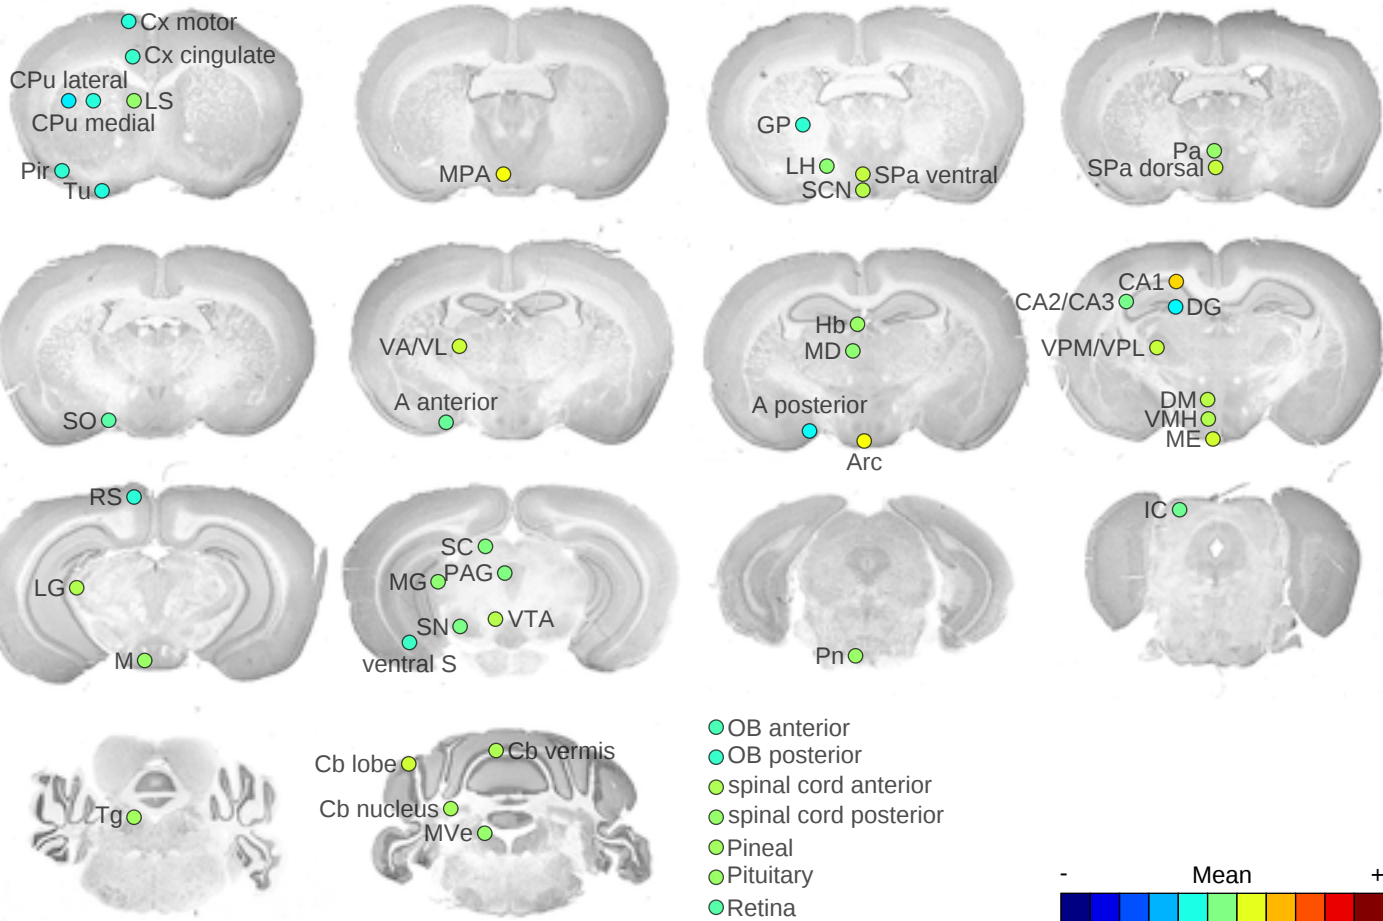 Cx motor
Cx cingulate
CPu lateral
LS
CPu medial
Pir
Tu
MPA
GP
LH
SPa ventral
SCN
Pa
SPa dorsal
SO
VA/VL
A anterior
Hb
MD
A posterior
Arc
CA1
CA2/CA3
DG
VPM/VPL
DM
VMH
ME
RS
LG
M
SC
MG
PAG
SN
VTA
ventral S
Pn
IC
Tg
Cb lobe
Cb vermis
Cb nucleus
MVe
OB anterior
OB posterior
spinal cord anterior
spinal cord posterior
Pineal
Pituitary
Retina
- Mean +